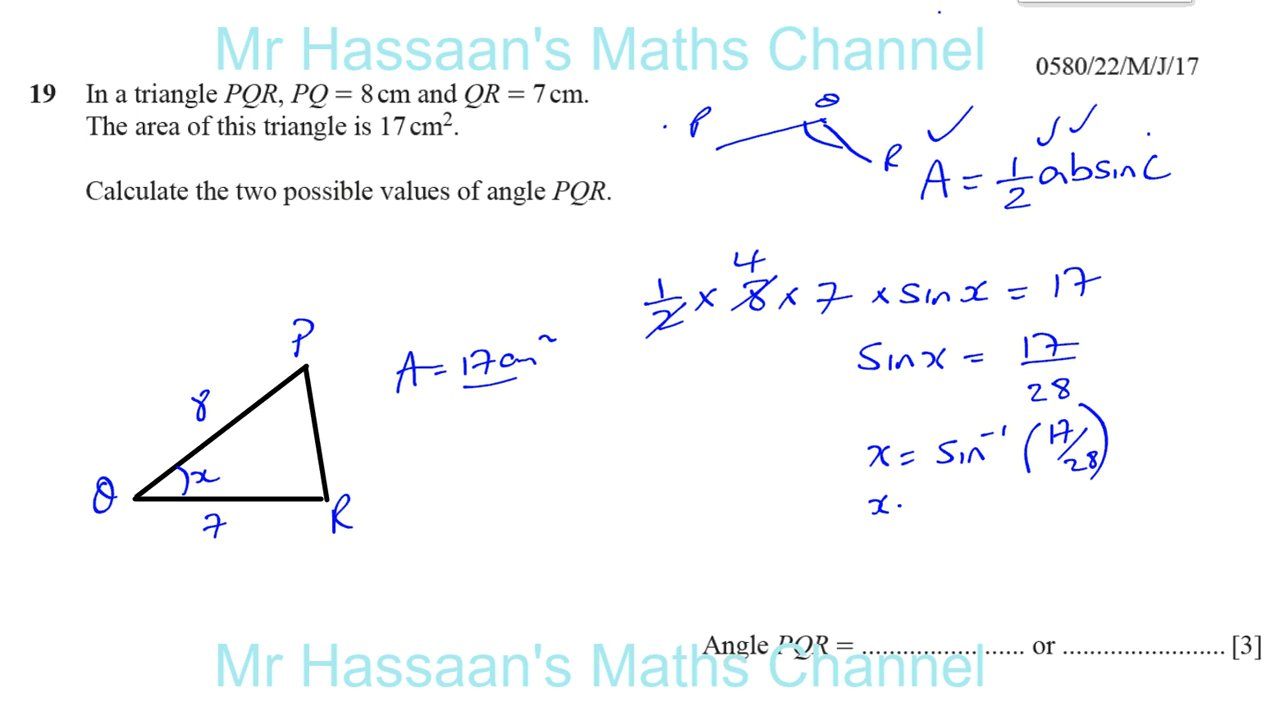 Mr Hassaan's Maths Channel
0580/22/M/J/17
19 In a triangle PQR, PQ = 8 cm and QR = 7 cm.
The area of this triangle is 17 cm².
Calculate the two possible values of angle PQR.
P Q R
A = 1/2 ab sin C
1/2 × 8 × 7 × sin x = 17
4
sin x = 17/28
x = sin⁻¹ (17/28)
x
P
A = 17cm²
8
Q x
7 R
Angle PQR = ........................ or ........................ [3]
Mr Hassaan's Maths Channel